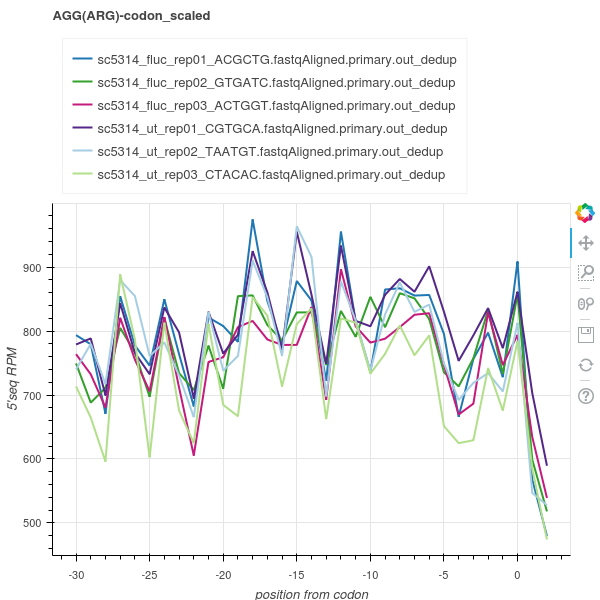 AGG(ARG)-codon_scaled
sc5314_fluc_rep01_ACGCTG.fastqAligned.primary.out_dedup
sc5314_fluc_rep02_GTGATC.fastqAligned.primary.out_dedup
sc5314_fluc_rep03_ACTGGT.fastqAligned.primary.out_dedup
sc5314_ut_rep01_CGTGCA.fastqAligned.primary.out_dedup
sc5314_ut_rep02_TAATGT.fastqAligned.primary.out_dedup
sc5314_ut_rep03_CTACAC.fastqAligned.primary.out_dedup
900
800
700
600
500
5'seq RPM
-30 -25 -20 -15 -10 -5 0
position from codon